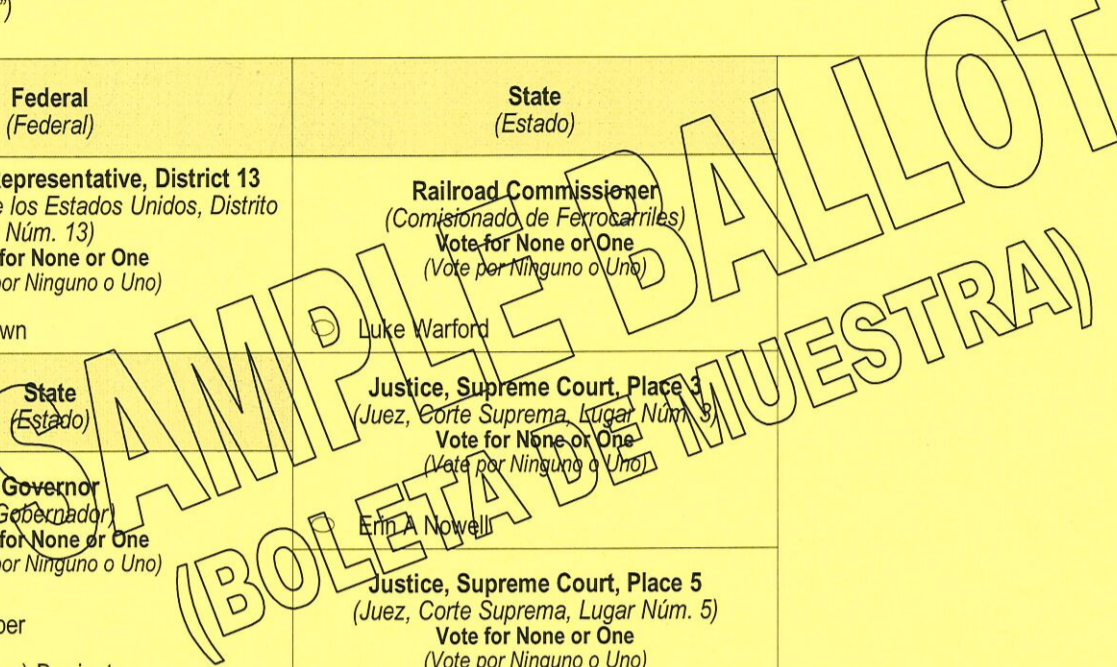 Federal
(Federal)
epresentative, District 13
e los Estados Unidos, Distrito
Núm. 13)
for None or One
por Ninguno o Uno)
wn
State
(Estado)
Governor
Gobernador)
for None or One
por Ninguno o Uno)
State
(Estado)
Railroad Commissioner
(Comisionado de Ferrocarriles)
Vote for None or One
(Vote por Ninguno o Uno)
Luke Warford
Justice, Supreme Court, Place 3
(Juez, Corte Suprema, Lugar Núm. 3)
Vote for None or One
(Vote por Ninguno o Uno)
Erin A Nowell
Justice, Supreme Court, Place 5
(Juez, Corte Suprema, Lugar Núm. 5)
Vote for None or One
(Vote por Ninguno o Uno)
SAMPLE BALLOT
(BOLETA DE MUESTRA)